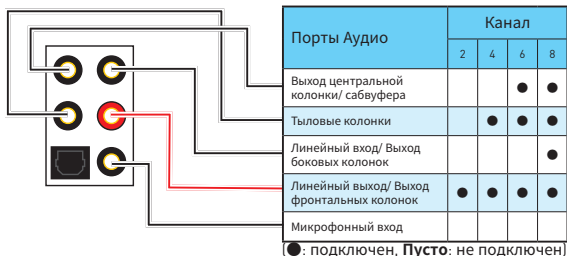 Порты Аудио
Канал
2 4 6 8
Выход центральной
колонки/ сабвуфера ● ●
Тыловые колонки ● ● ●
Линейный вход/ Выход
боковых колонок ●
Линейный выход/ Выход
фронтальных колонок ● ● ● ●
Микрофонный вход
(●: подключен, Пусто: не подключен)